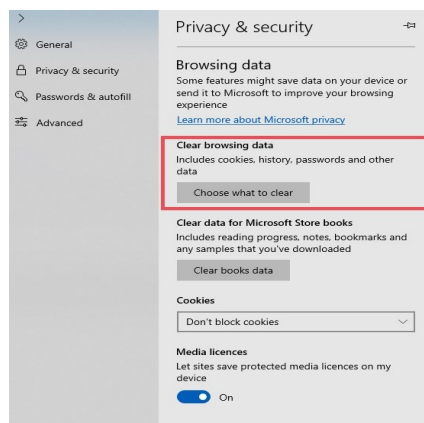 General
Privacy & security
Passwords & autofill
Advanced
Privacy & security
Browsing data
Some features might save data on your device or
send it to Microsoft to improve your browsing
experience
Learn more about Microsoft privacy
Clear browsing data
Includes cookies, history, passwords and other
data
Choose what to clear
Clear data for Microsoft Store books
Includes reading progress, notes, bookmarks and
any samples that you've downloaded
Clear books data
Cookies
Don't block cookies
Media licences
Let sites save protected media licences on my
device
On